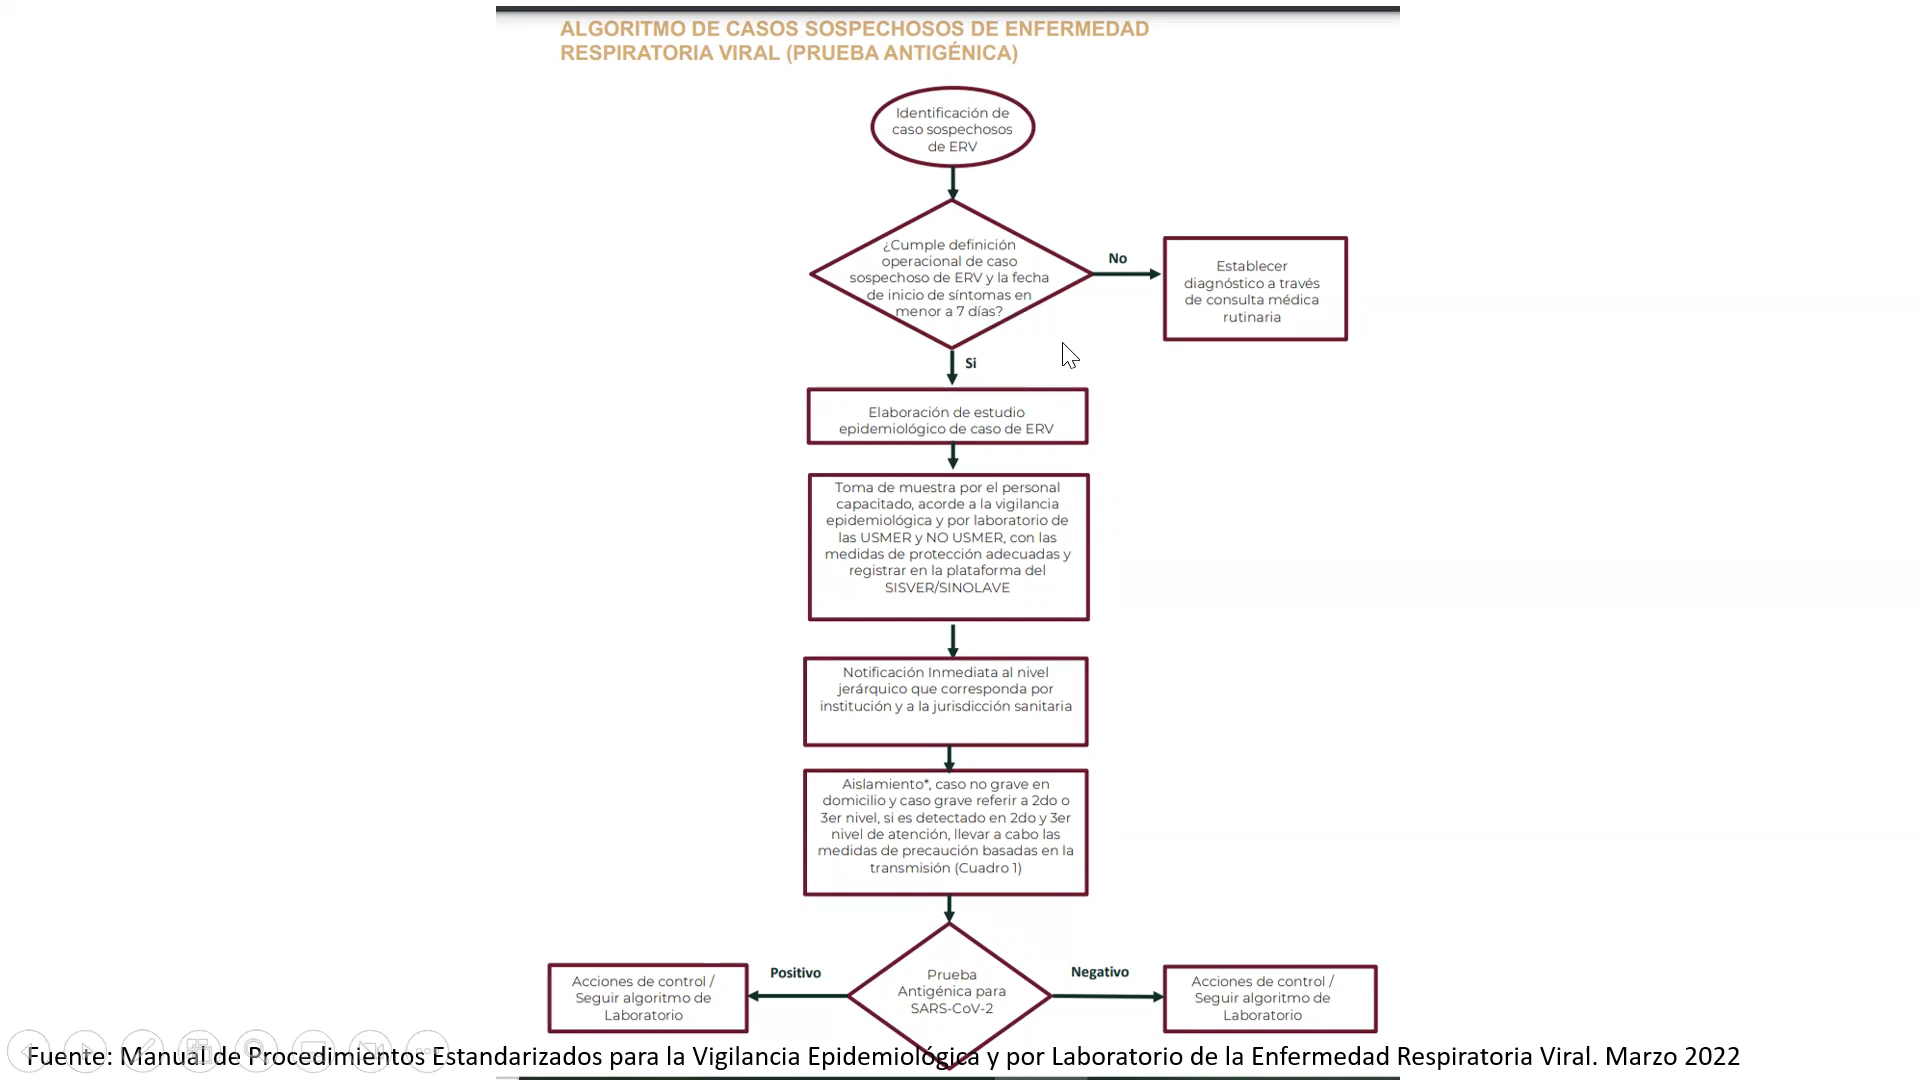 ALGORITMO DE CASOS SOSPECHOSOS DE ENFERMEDAD
RESPIRATORIA VIRAL (PRUEBA ANTIGÉNICA)
Identificación de
caso sospechosos
de ERV
¿Cumple definición
operacional de caso
sospechoso de ERV y la fecha
de inicio de síntomas en
menor a 7 días?
No
Establecer
diagnóstico a través
de consulta médica
rutinaria
Si
Elaboración de estudio
epidemiológico de caso de ERV
Toma de muestra por el personal
capacitado, acorde a la vigilancia
epidemiológica y por laboratorio de
las USMER y NO USMER, con las
medidas de protección adecuadas y
registrar en la plataforma del
SISVER/SINOLAVE
Notificación Inmediata al nivel
jerárquico que corresponda por
institución y a la jurisdicción sanitaria
Aislamiento*, caso no grave en
domicilio y caso grave referir a 2do o
3er nivel, si es detectado en 2do y 3er
nivel de atención, llevar a cabo las
medidas de precaución basadas en la
transmisión (Cuadro 1)
Prueba
Antigénica para
SARS-CoV-2
Positivo
Acciones de control /
Seguir algoritmo de
Laboratorio
Negativo
Acciones de control /
Seguir algoritmo de
Laboratorio
Fuente: Manual de Procedimientos Estandarizados para la Vigilancia Epidemiológica y por Laboratorio de la Enfermedad Respiratoria Viral. Marzo 2022